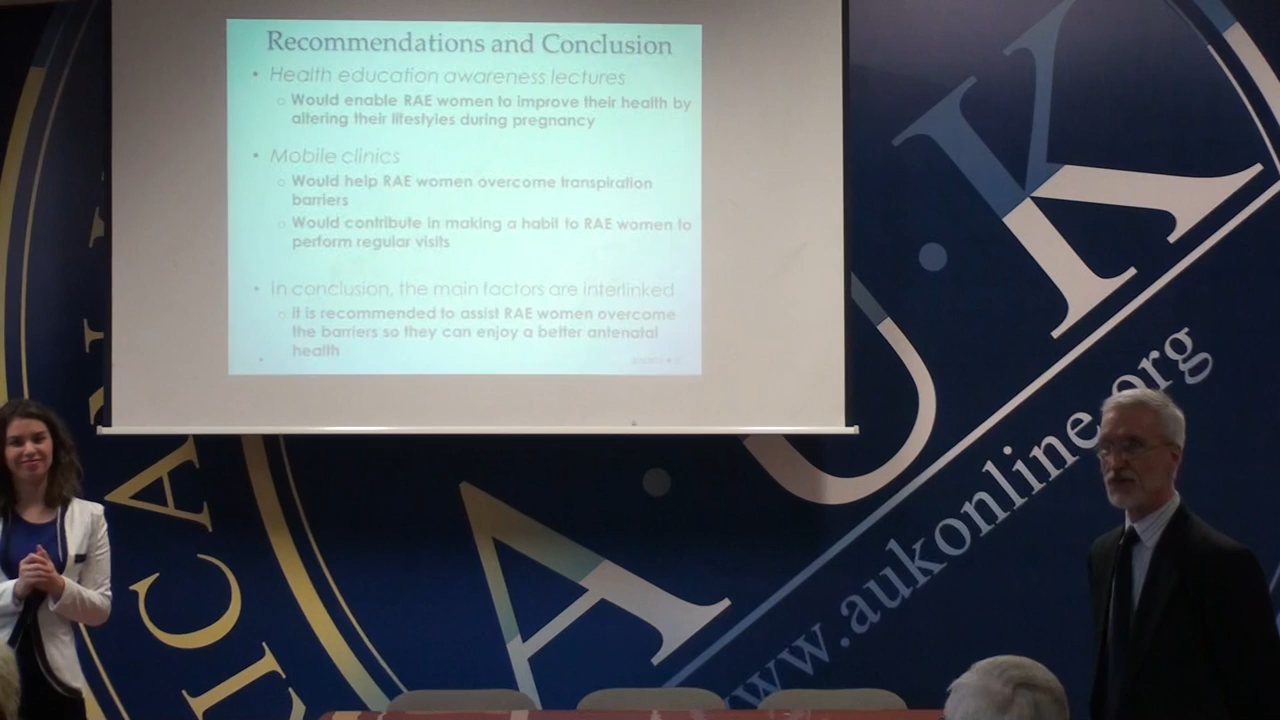 Recommendations and Conclusion
• Health education awareness lectures
o Would enable RAE women to improve their health by
altering their lifestyles during pregnancy
• Mobile clinics
o Would help RAE women overcome transpiration
barriers
o Would contribute in making a habit to RAE women to
perform regular visits
• In conclusion, the main factors are interlinked
o It is recommended to assist RAE women overcome
the barriers so they can enjoy a better antenatal
health
A • U • K
www.aukonline.org